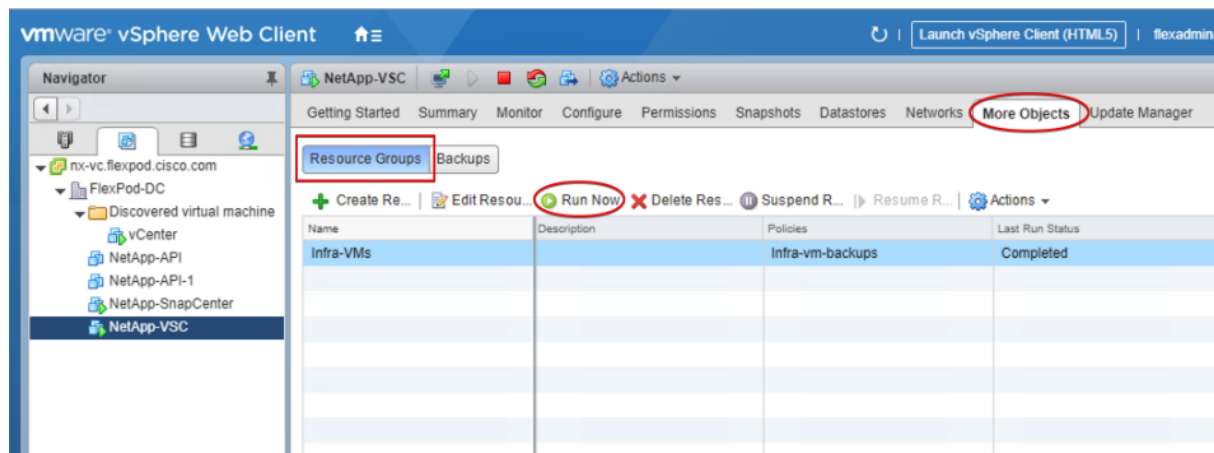 vmware® vSphere Web Client
Launch vSphere Client (HTML5) | flexadmin
Navigator
NetApp-VSC Actions
Getting Started Summary Monitor Configure Permissions Snapshots Datastores Networks More Objects Update Manager
Resource Groups Backups
Create Re... Edit Resou... Run Now Delete Res... Suspend R... Resume R... Actions
Name Description Policies Last Run Status
Infra-VMs Infra-vm-backups Completed
nx-vc.flexpod.cisco.com
FlexPod-DC
Discovered virtual machine
vCenter
NetApp-API
NetApp-API-1
NetApp-SnapCenter
NetApp-VSC